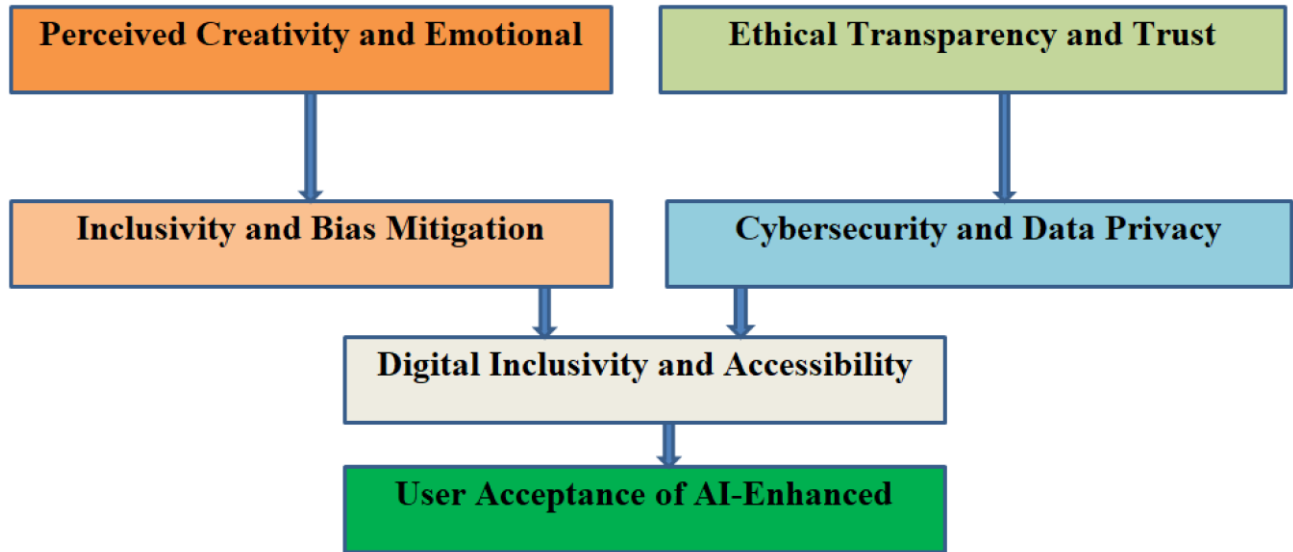 Perceived Creativity and Emotional
Ethical Transparency and Trust
Inclusivity and Bias Mitigation
Cybersecurity and Data Privacy
Digital Inclusivity and Accessibility
User Acceptance of AI-Enhanced